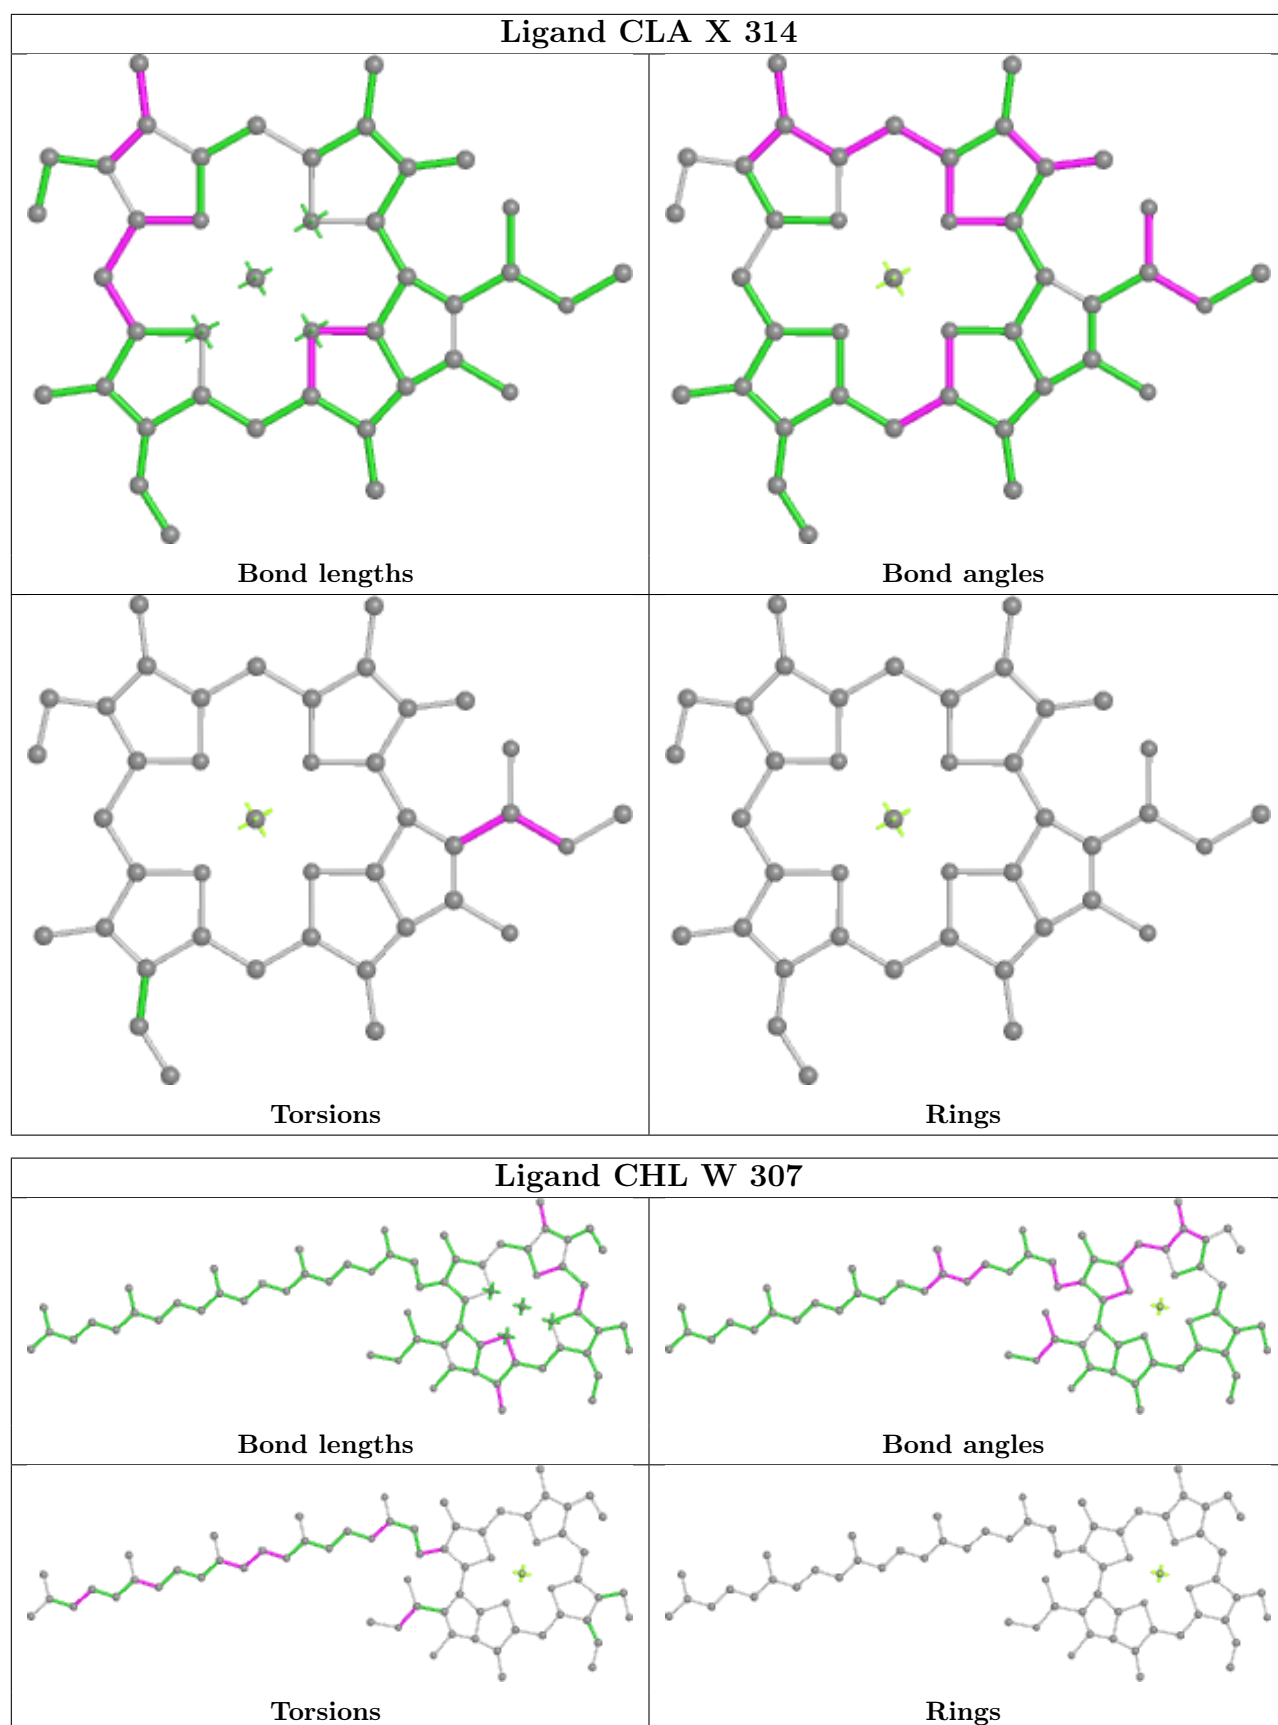 Ligand CLA X 314
Bond lengths
Bond angles
Torsions
Rings
Ligand CHL W 307
Bond lengths
Bond angles
Torsions
Rings